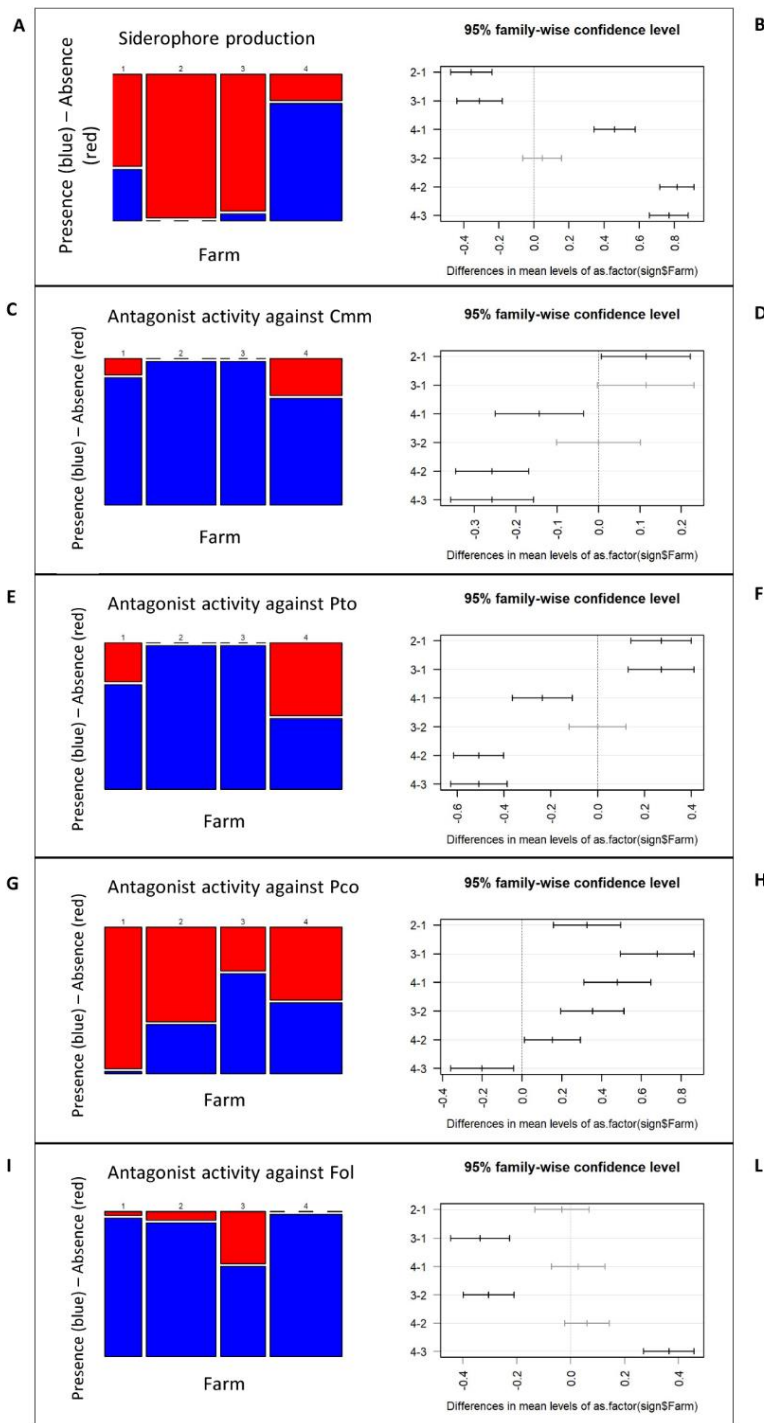 A
Siderophore production
1 2 3 4
Presence (blue) – Absence
(red)
Farm
95% family-wise confidence level
B
2-1
3-1
4-1
3-2
4-2
4-3
-0.4 -0.2 0.0 0.2 0.4 0.6 0.8
Differences in mean levels of as.factor(sign$Farm)
C
Antagonist activity against Cmm
1 2 3 4
Presence (blue) – Absence (red)
Farm
95% family-wise confidence level
D
2-1
3-1
4-1
3-2
4-2
4-3
-0.3 -0.2 -0.1 0.0 0.1 0.2
Differences in mean levels of as.factor(sign$Farm)
E
Antagonist activity against Pto
1 2 3 4
Presence (blue) – Absence (red)
Farm
95% family-wise confidence level
F
2-1
3-1
4-1
3-2
4-2
4-3
-0.6 -0.4 -0.2 0.0 0.2 0.4
Differences in mean levels of as.factor(sign$Farm)
G
Antagonist activity against Pco
1 2 3 4
Presence (blue) – Absence (red)
Farm
95% family-wise confidence level
H
2-1
3-1
4-1
3-2
4-2
4-3
-0.4 -0.2 0.0 0.2 0.4 0.6 0.8
Differences in mean levels of as.factor(sign$Farm)
I
Antagonist activity against Fol
1 2 3 4
Presence (blue) – Absence (red)
Farm
95% family-wise confidence level
L
2-1
3-1
4-1
3-2
4-2
4-3
-0.4 -0.2 0.0 0.2 0.4
Differences in mean levels of as.factor(sign$Farm)